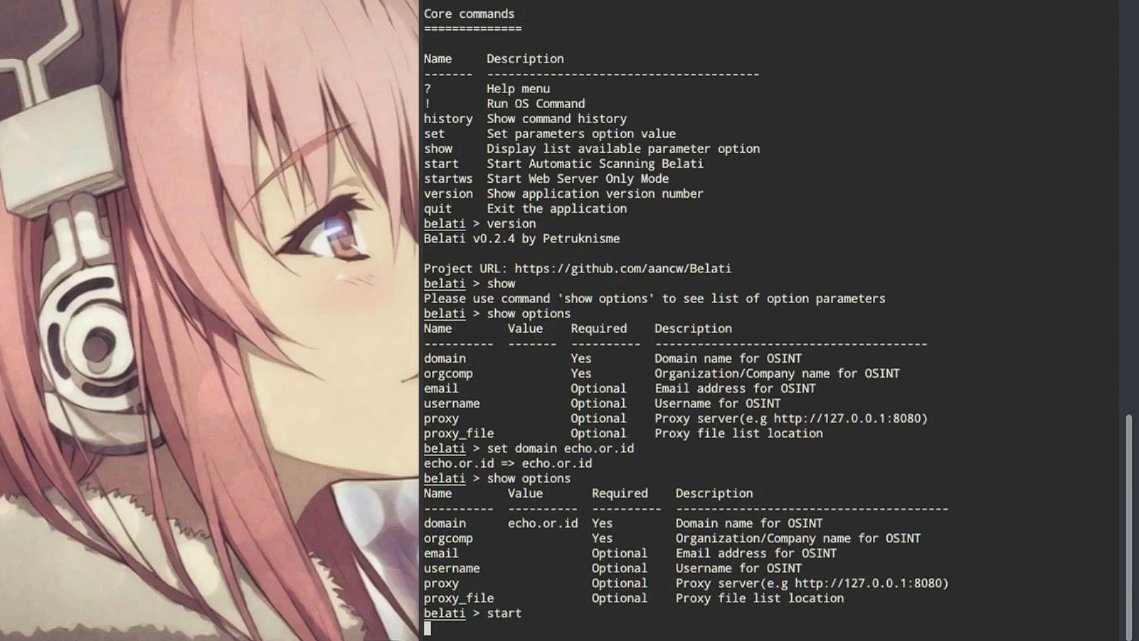 Core commands
==============
Name Description
------- ---------------------------------------
? Help menu
! Run OS Command
history Show command history
set Set parameters option value
show Display list available parameter option
start Start Automatic Scanning Belati
startws Start Web Server Only Mode
version Show application version number
quit Exit the application
belati > version
Belati v0.2.4 by Petruknisme
Project URL: https://github.com/aancw/Belati
belati > show
Please use command 'show options' to see list of option parameters
belati > show options
Name Value Required Description
---------- ------- ---------- ---------------------------------------
domain Yes Domain name for OSINT
orgcomp Yes Organization/Company name for OSINT
email Optional Email address for OSINT
username Optional Username for OSINT
proxy Optional Proxy server(e.g http://127.0.0.1:8080)
proxy_file Optional Proxy file list location
belati > set domain echo.or.id
echo.or.id => echo.or.id
belati > show options
Name Value Required Description
---------- ---------- ---------- ---------------------------------------
domain echo.or.id Yes Domain name for OSINT
orgcomp Yes Organization/Company name for OSINT
email Optional Email address for OSINT
username Optional Username for OSINT
proxy Optional Proxy server(e.g http://127.0.0.1:8080)
proxy_file Optional Proxy file list location
belati > start